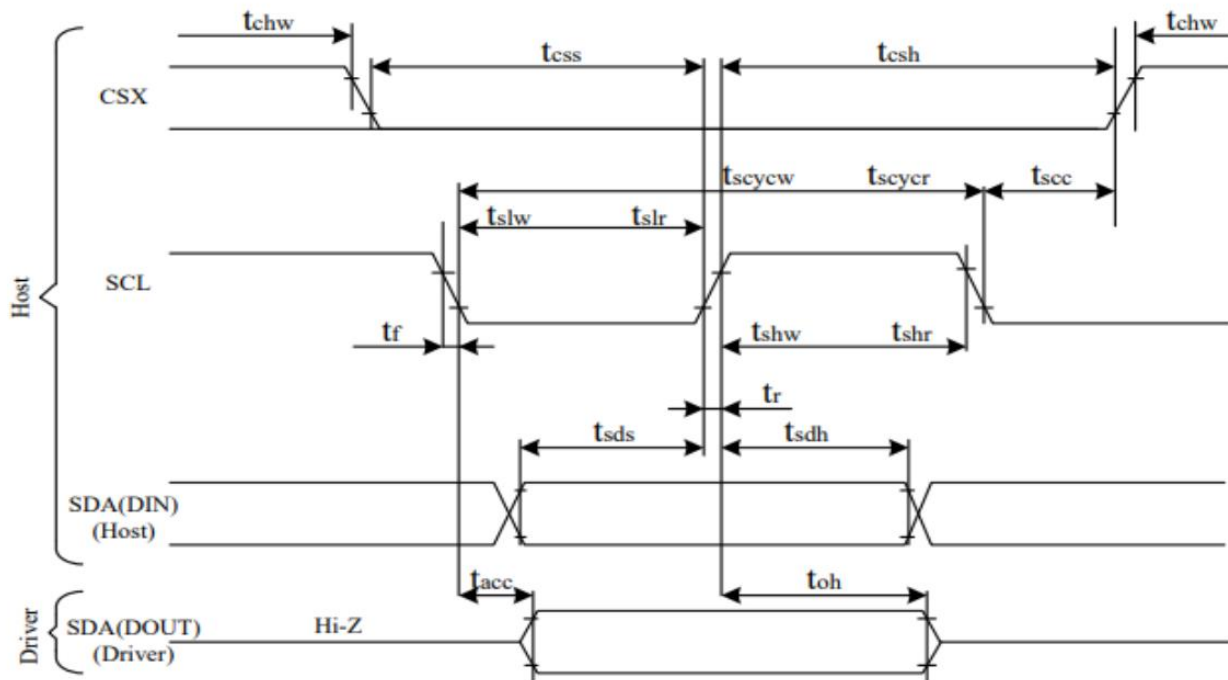 tchw
tchw
tcss
tcsh
CSX
tscycw
tscycr
tscc
tslw
tslr
Host
SCL
tf
tshw
tshr
tr
tsds
tsdh
SDA(DIN)
(Host)
tacc
toh
Driver
SDA(DOUT)
(Driver)
Hi-Z